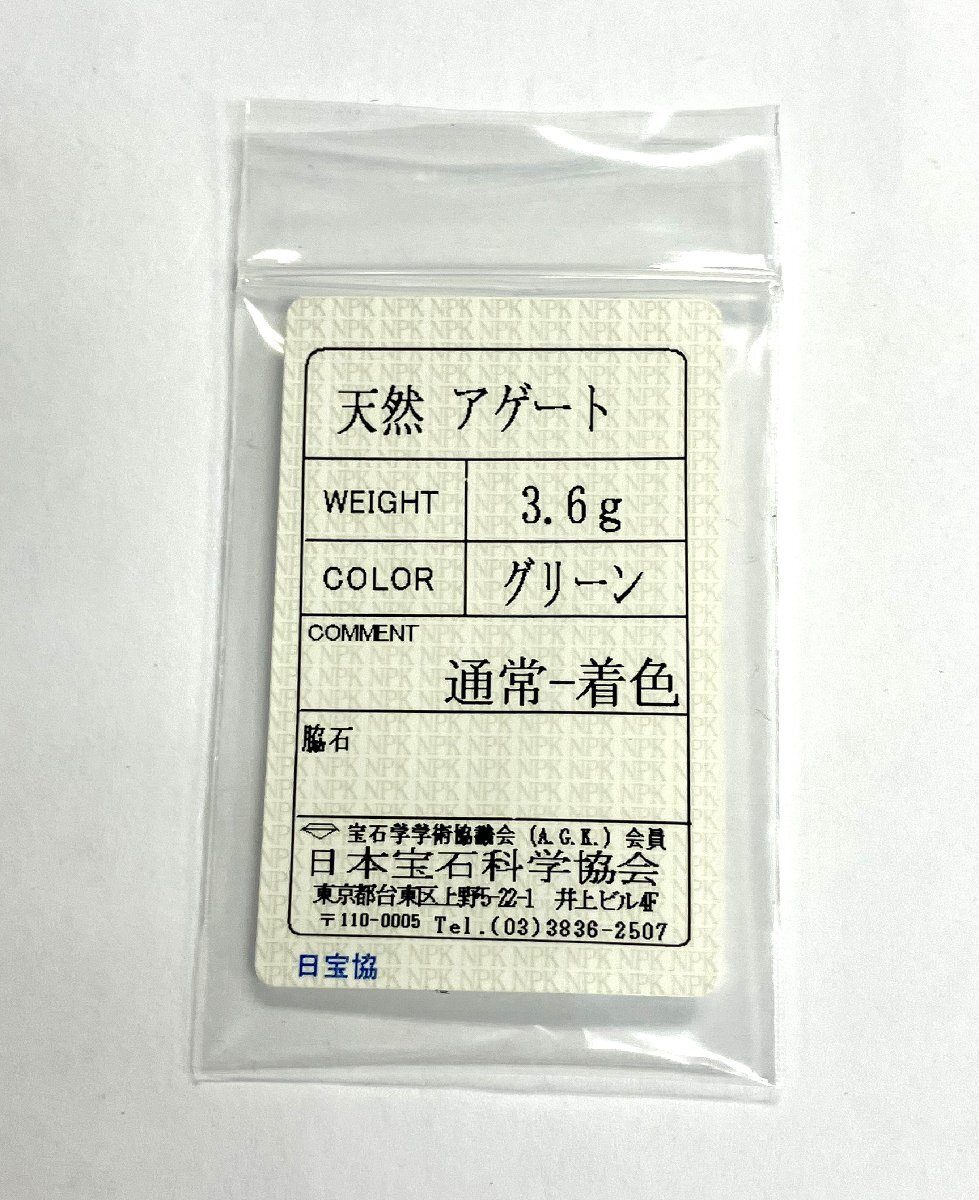 天然 アゲート
WEIGHT 3.6g
COLOR グリーン
COMMENT
通常-着色
脇石
宝石学学術協議会 (A.G.K.) 会員
日本宝石科学協会
東京都台東区上野5-22-1 井上ビル4F
〒110-0005 Tel.(03)3836-2507
日宝協